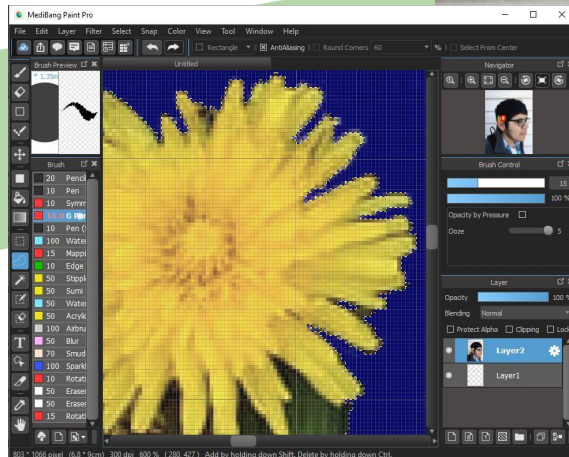 MediBang Paint Pro
File Edit Layer Filter Select Snap Color View Tool Window Help
Rectangle AntiAliasing Round Corners 60 % Select From Center
Brush Preview Untitled Navigator
* 1.35m
Brush
20 Pencil
10 Pen
10 Symm
G Pen
10 Pen (
100 Water
15 Mappi
10 Edge
50 Stippl
50 Sumi
50 Water
50 Acryli
100 Airbru
50 Blur
70 Smud
100 Sparkl
10 Rotati
50 Eraser
50 Eraser
15 Rotati
Brush Control
15
100 %
Opacity by Pressure
Ooze 5
Layer
Opacity 100 %
Blending Normal
Protect Alpha Clipping Lock
Layer2
Layer1
803 * 1066 pixel (6.8 * 9cm) 300 dpi 600 % ( 280, 427 ) Add by holding down Shift, Delete by holding down Ctrl.